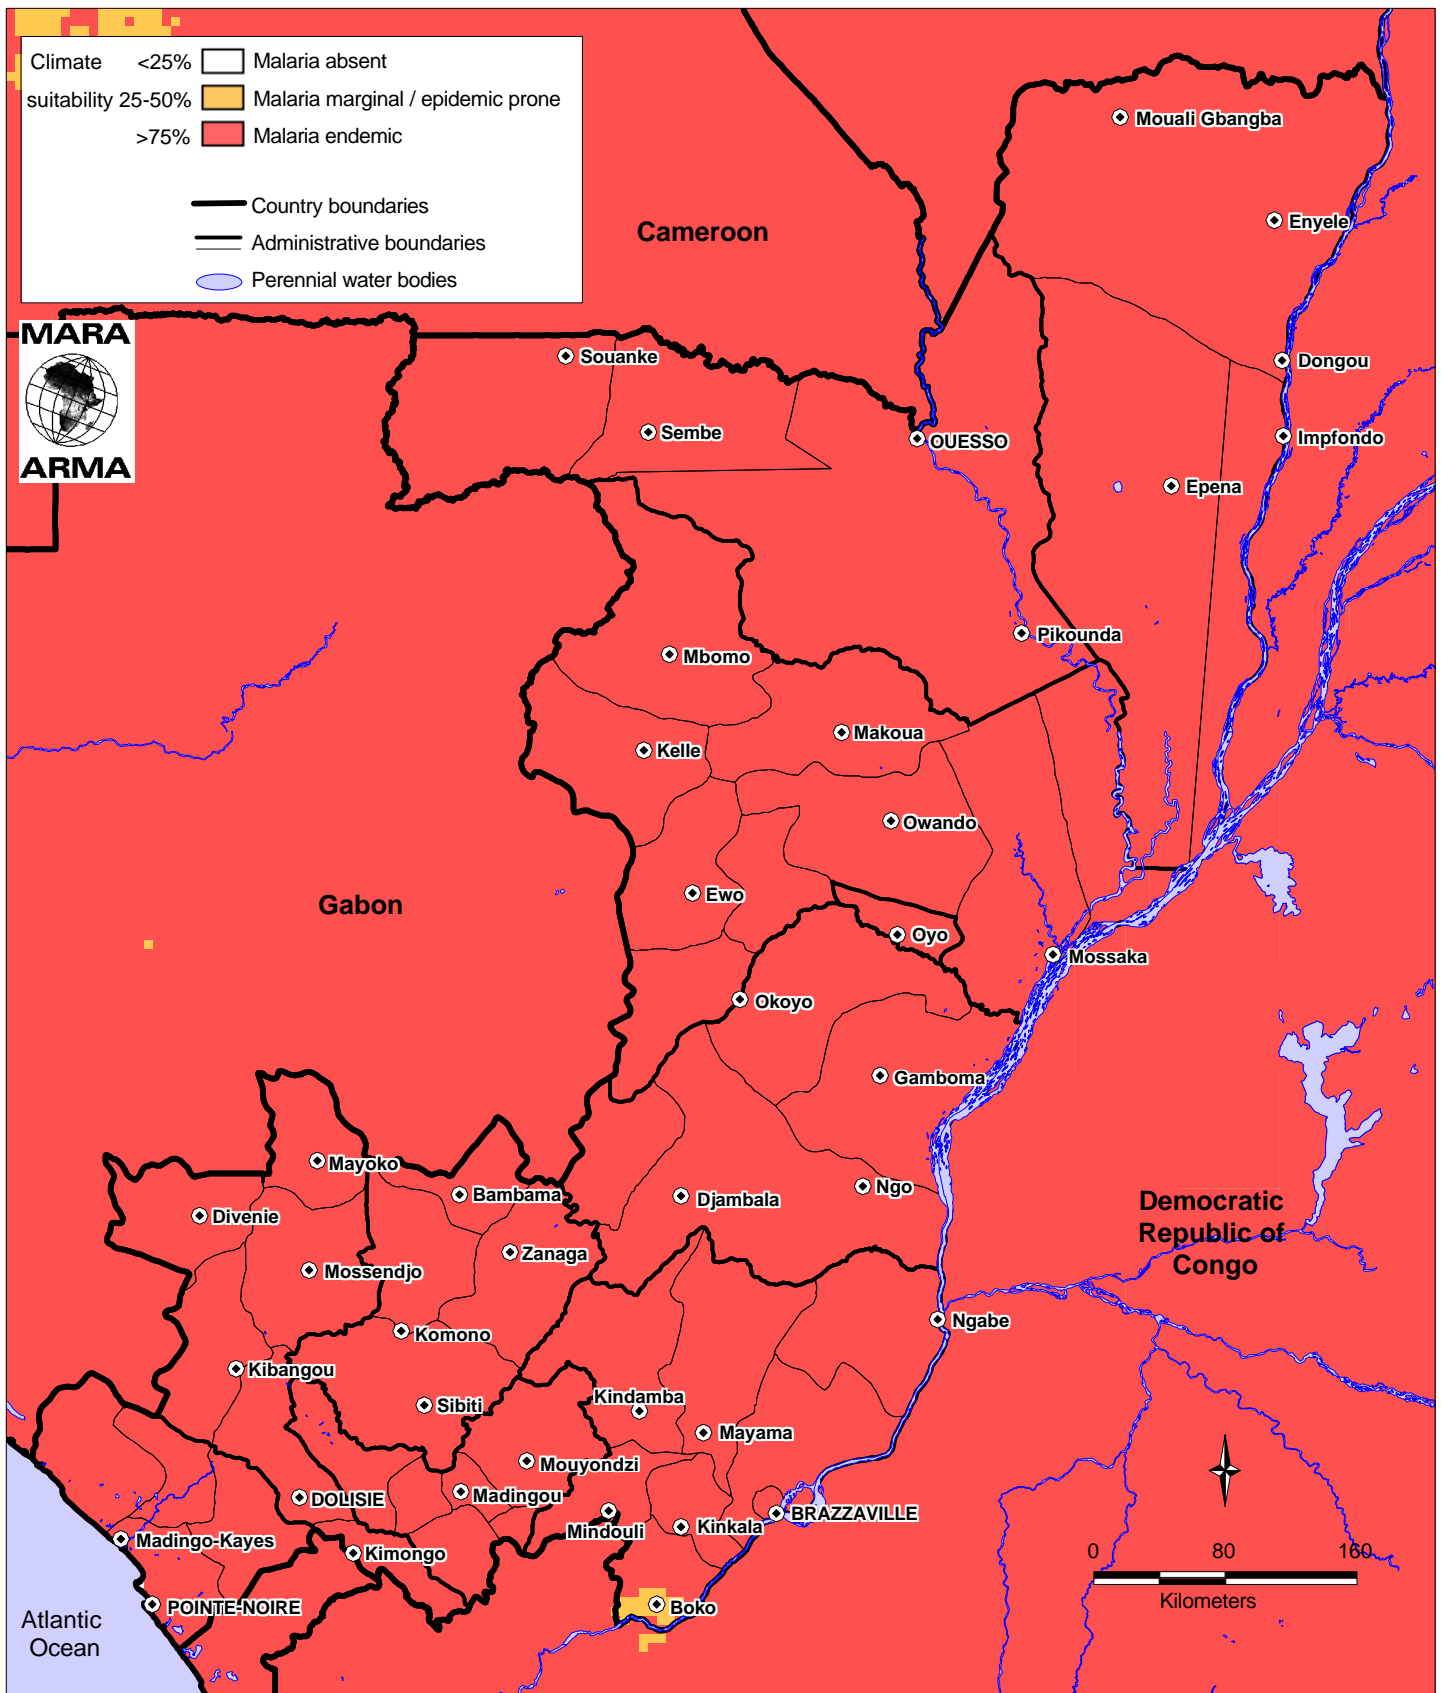 Climate <25% Malaria absent
suitability 25-50% Malaria marginal / epidemic prone
>75% Malaria endemic
Country boundaries
Administrative boundaries
Perennial water bodies
MARA
ARMA
Mouali Gbangba
Enyele
Cameroon
Souanke
Dongou
Sembe
OUESSO
Impfondo
Epena
Pikounda
Mbomo
Makoua
Kelle
Owando
Ewo
Gabon
Oyo
Mossaka
Okoyo
Gamboma
Mayoko
Bambama
Ngo
Djambala
Divenie
Democratic
Republic of
Congo
Zanaga
Mossendjo
Ngabe
Komono
Kibangou
Kindamba
Sibiti
Mayama
Mouyondzi
Madingou
DOLISIE
BRAZZAVILLE
Mindouli
Kinkala
Madingo-Kayes
Kimongo
0 80 160
Kilometers
POINTE-NOIRE
Boko
Atlantic
Ocean